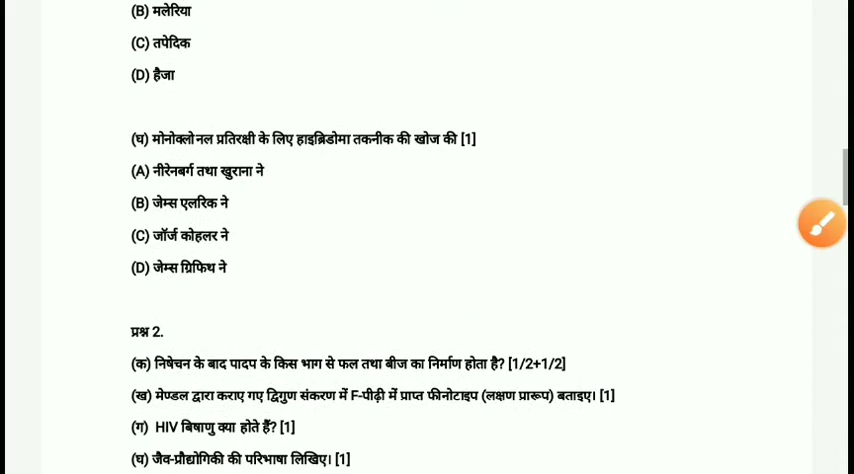 (B) मलेरिया
(C) तपेदिक
(D) हैजा
(घ) मोनोक्लोनल प्रतिरक्षी के लिए हाइब्रिडोमा तकनीक की खोज की [1]
(A) नीरेनबर्ग तथा खुराना ने
(B) जेम्स एलरिक ने
(C) जॉर्ज कोहलर ने
(D) जेम्स ग्रिफिथ ने
प्रश्न 2.
(क) निषेचन के बाद पादप के किस भाग से फल तथा बीज का निर्माण होता है? [1/2+1/2]
(ख) मेण्डल द्वारा कराए गए द्विगुण संकरण में F-पीढ़ी में प्राप्त फीनोटाइप (लक्षण प्रारूप) बताइए। [1]
(ग) HIV बिषाणु क्या होते हैं? [1]
(घ) जैव-प्रौद्योगिकी की परिभाषा लिखिए। [1]